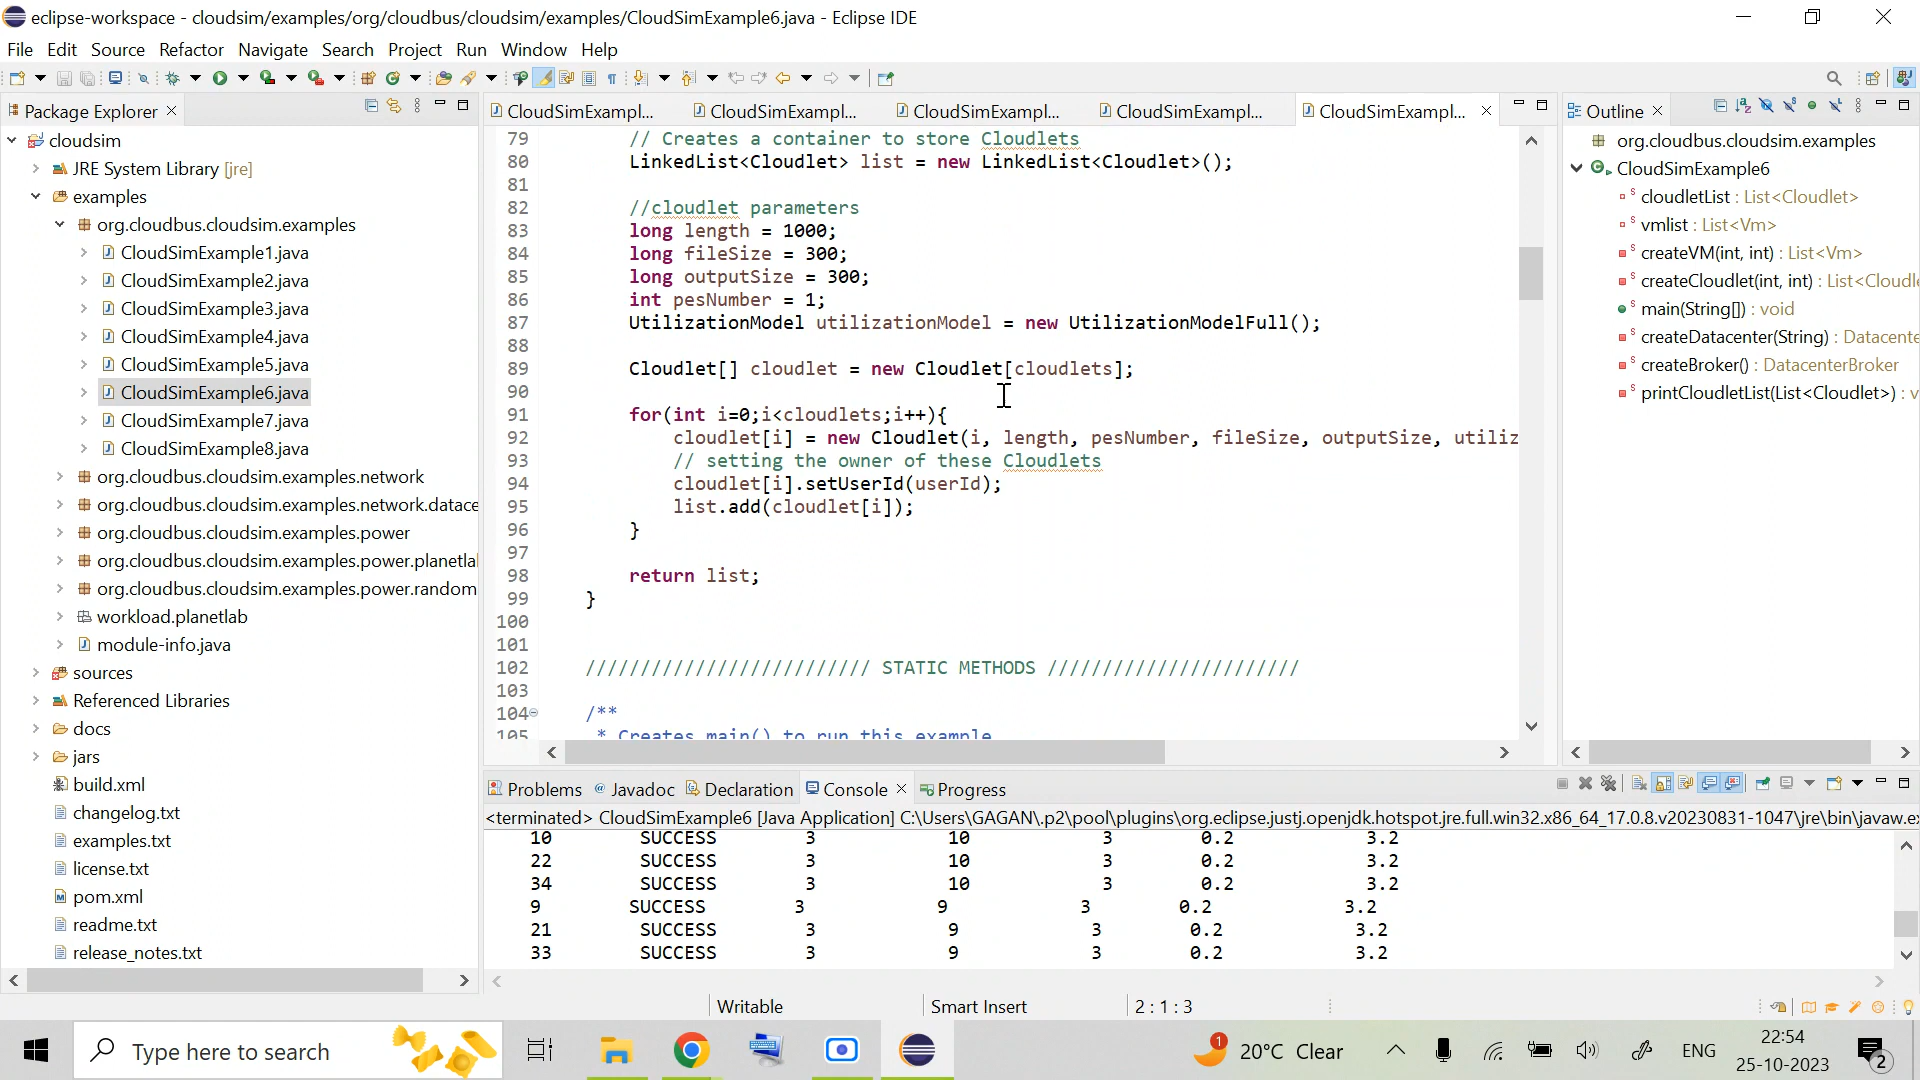 eclipse-workspace - cloudsim/examples/org/cloudbus/cloudsim/examples/CloudSimExample6.java - Eclipse IDE
File Edit Source Refactor Navigate Search Project Run Window Help
Package Explorer
cloudsim
JRE System Library [jre]
examples
org.cloudbus.cloudsim.examples
CloudSimExample1.java
CloudSimExample2.java
CloudSimExample3.java
CloudSimExample4.java
CloudSimExample5.java
CloudSimExample6.java
CloudSimExample7.java
CloudSimExample8.java
org.cloudbus.cloudsim.examples.network
org.cloudbus.cloudsim.examples.network.datace
org.cloudbus.cloudsim.examples.power
org.cloudbus.cloudsim.examples.power.planetla
org.cloudbus.cloudsim.examples.power.random
workload.planetlab
module-info.java
sources
Referenced Libraries
docs
jars
build.xml
changelog.txt
examples.txt
license.txt
pom.xml
readme.txt
release_notes.txt
CloudSimExampl... CloudSimExampl... CloudSimExampl... CloudSimExampl... CloudSimExampl...
79 // Creates a container to store Cloudlets
80 LinkedList<Cloudlet> list = new LinkedList<Cloudlet>();
81
82 //cloudlet parameters
83 long length = 1000;
84 long fileSize = 300;
85 long outputSize = 300;
86 int pesNumber = 1;
87 UtilizationModel utilizationModel = new UtilizationModelFull();
88
89 Cloudlet[] cloudlet = new Cloudlet[cloudlets];
90
91 for(int i=0;i<cloudlets;i++){
92 cloudlet[i] = new Cloudlet(i, length, pesNumber, fileSize, outputSize, utiliz
93 // setting the owner of these Cloudlets
94 cloudlet[i].setUserId(userId);
95 list.add(cloudlet[i]);
96 }
97
98 return list;
99 }
100
101
102 ////////////////////////// STATIC METHODS ///////////////////////
103
104 /**
105 * Creates main() to run this example
Outline
org.cloudbus.cloudsim.examples
CloudSimExample6
cloudletList : List<Cloudlet>
vmlist : List<Vm>
createVM(int, int) : List<Vm>
createCloudlet(int, int) : List<Cloudle
main(String[]) : void
createDatacenter(String) : Datacente
createBroker() : DatacenterBroker
printCloudletList(List<Cloudlet>) : v
Problems @ Javadoc Declaration Console Progress
<terminated> CloudSimExample6 [Java Application] C:\Users\GAGAN\.p2\pool\plugins\org.eclipse.justj.openjdk.hotspot.jre.full.win32.x86_64_17.0.8.v20230831-1047\jre\bin\javaw.ex
10 SUCCESS 3 10 3 0.2 3.2
22 SUCCESS 3 10 3 0.2 3.2
34 SUCCESS 3 10 3 0.2 3.2
9 SUCCESS 3 9 3 0.2 3.2
21 SUCCESS 3 9 3 0.2 3.2
33 SUCCESS 3 9 3 0.2 3.2
Writable Smart Insert 2 : 1 : 3
Type here to search
1 20°C Clear ENG 22:54
25-10-2023 2